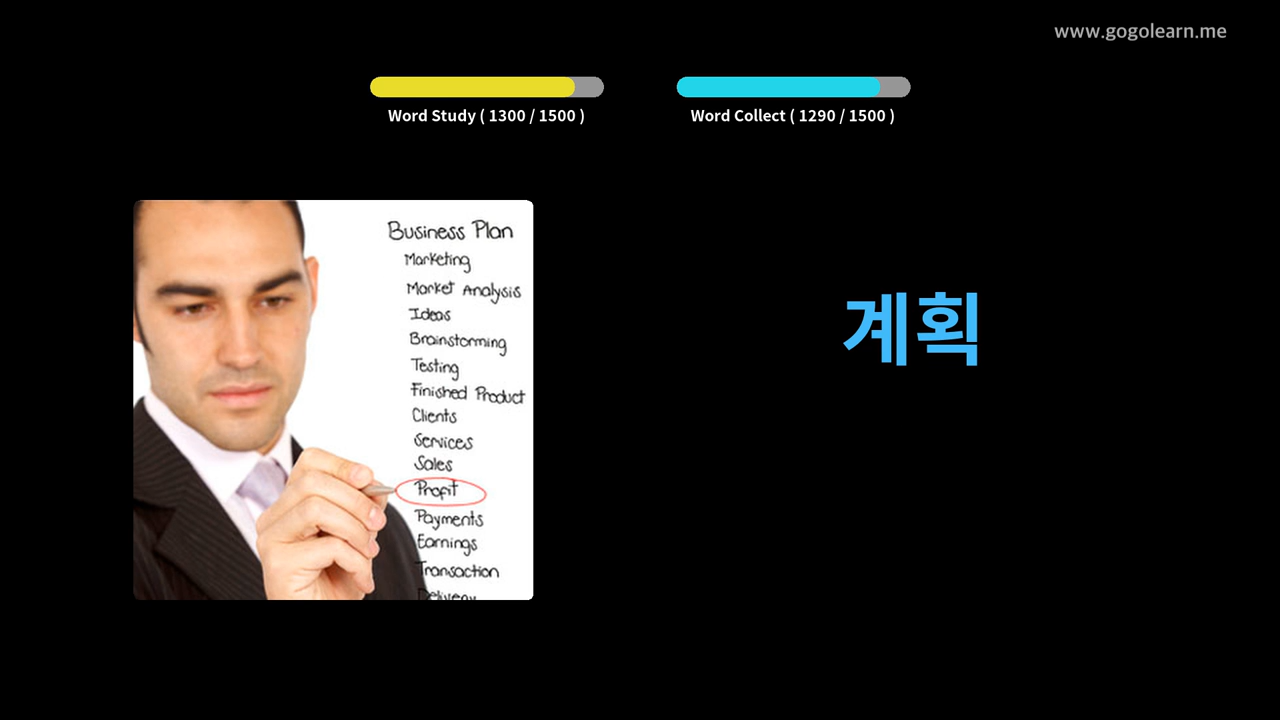 www.gogolearn.me
Word Study ( 1300 / 1500 )
Word Collect ( 1290 / 1500 )
Business Plan
Marketing
Market Analysis
Ideas
Brainstorming
Testing
Finished Product
Clients
Services
Sales
Profit
Payments
Earnings
Transaction
Delivery
계획